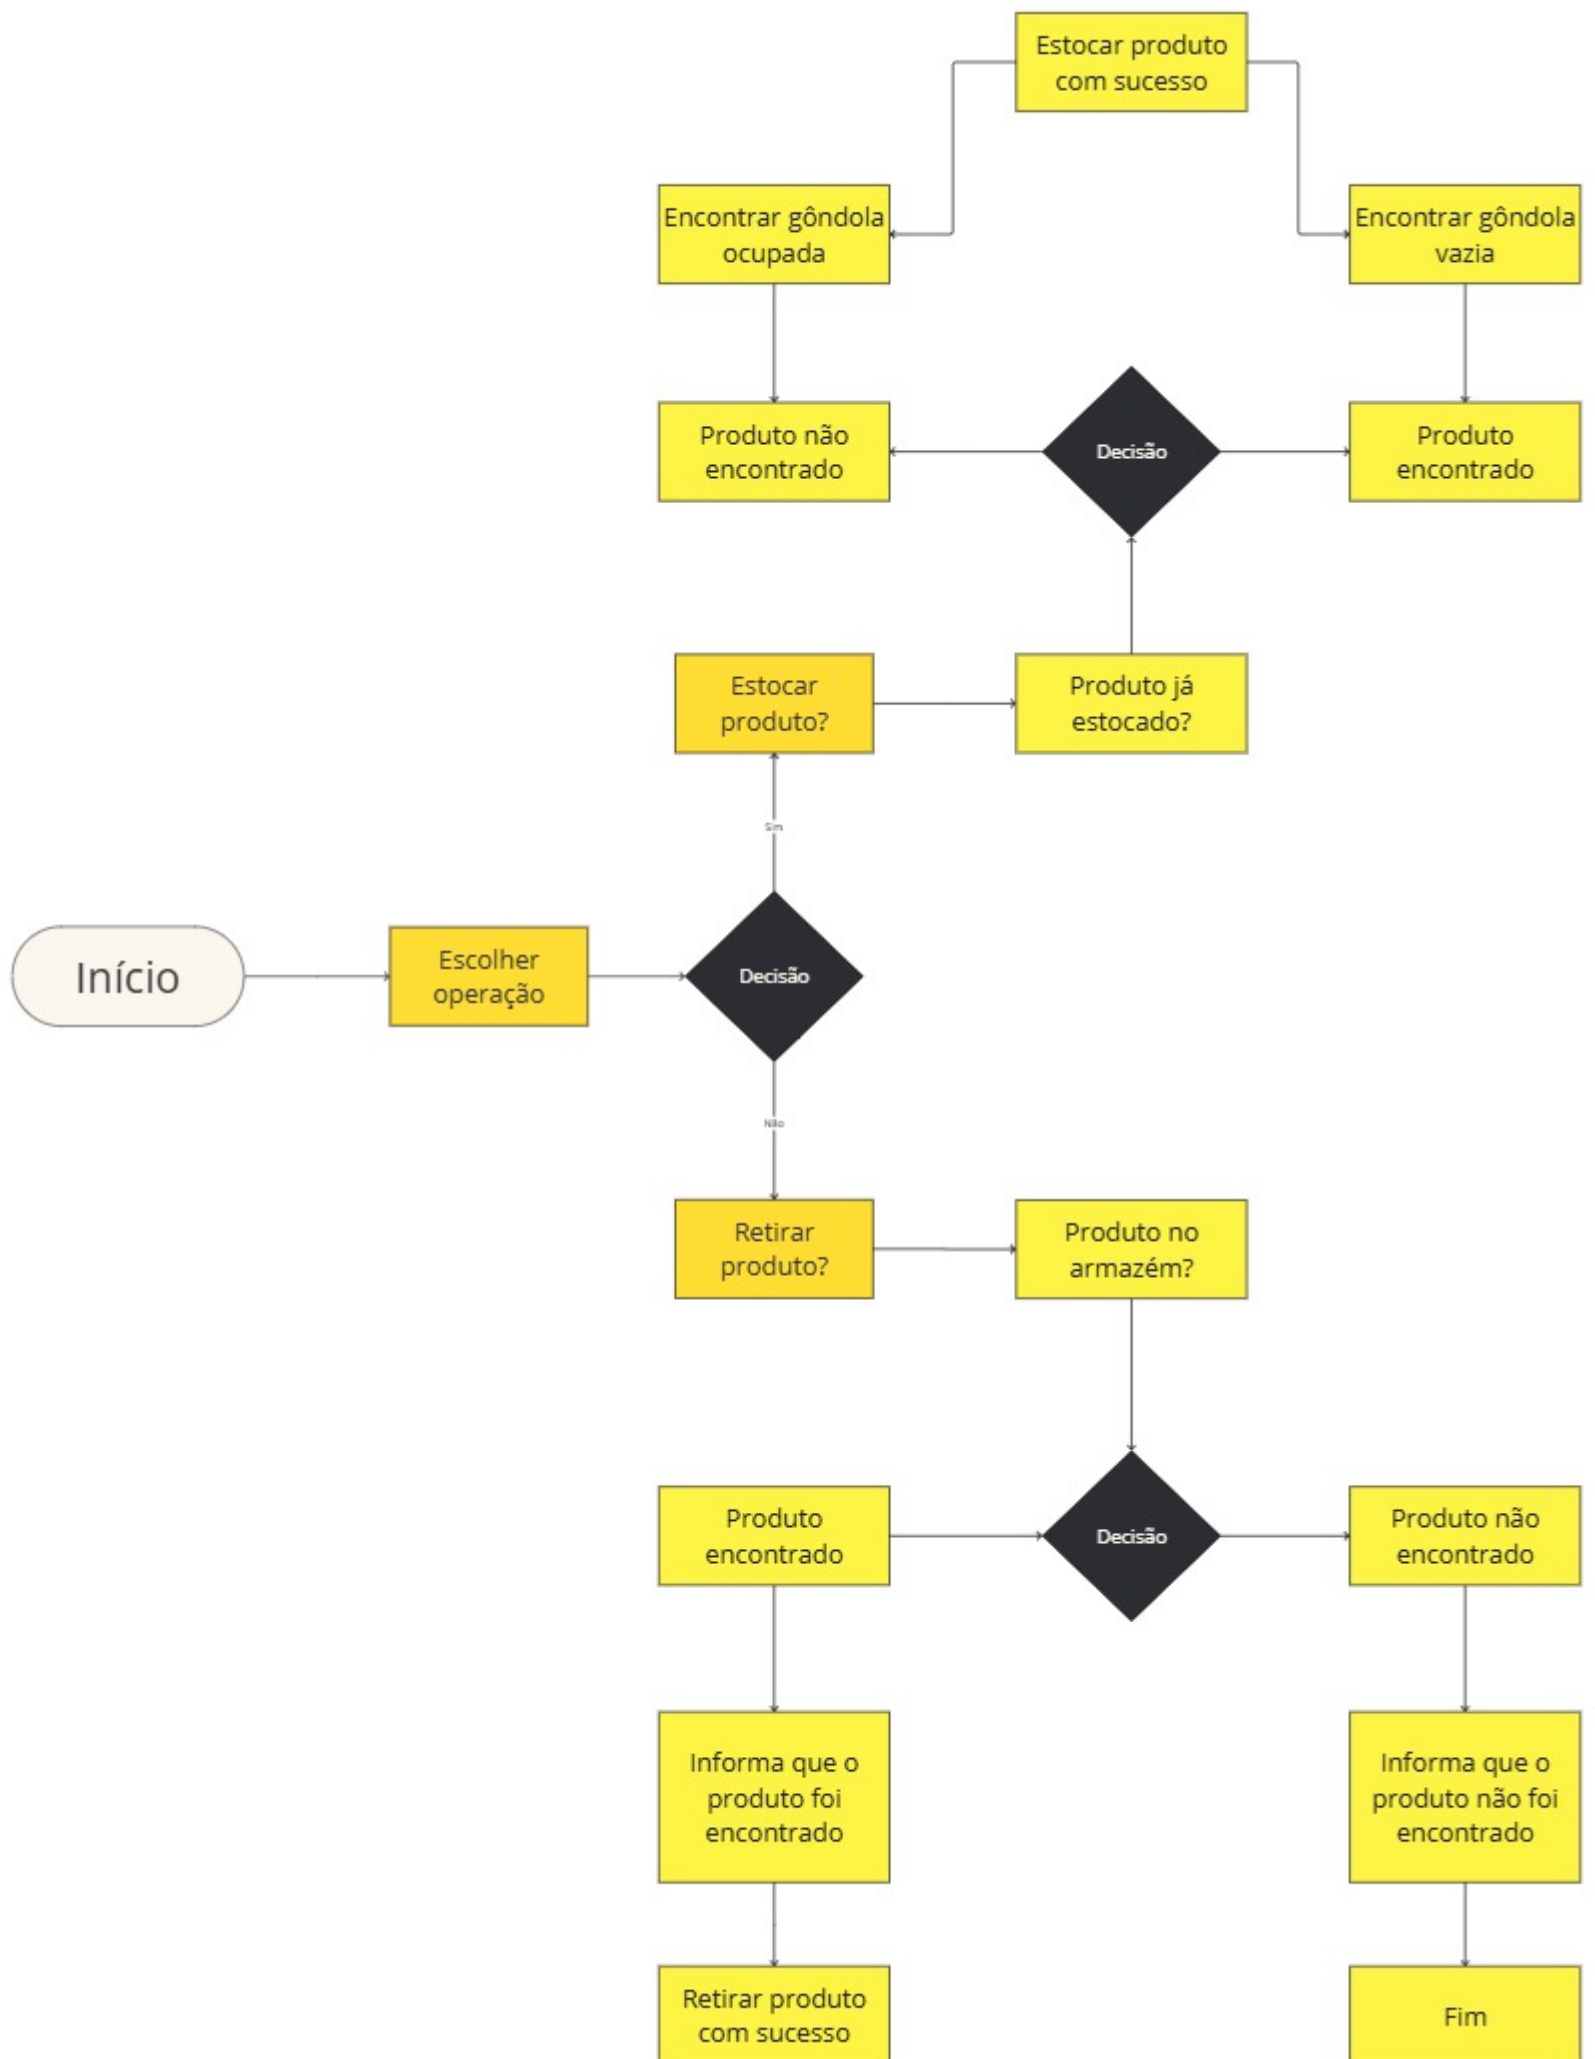 Estocar produto
com sucesso
Encontrar gôndola
ocupada
Encontrar gôndola
vazia
Produto não
encontrado
Decisão
Produto
encontrado
Estocar
produto?
Produto já
estocado?
Sim
Início
Escolher
operação
Decisão
Não
Retirar
produto?
Produto no
armazém?
Produto
encontrado
Decisão
Produto não
encontrado
Informa que o
produto foi
encontrado
Informa que o
produto não foi
encontrado
Retirar produto
com sucesso
Fim